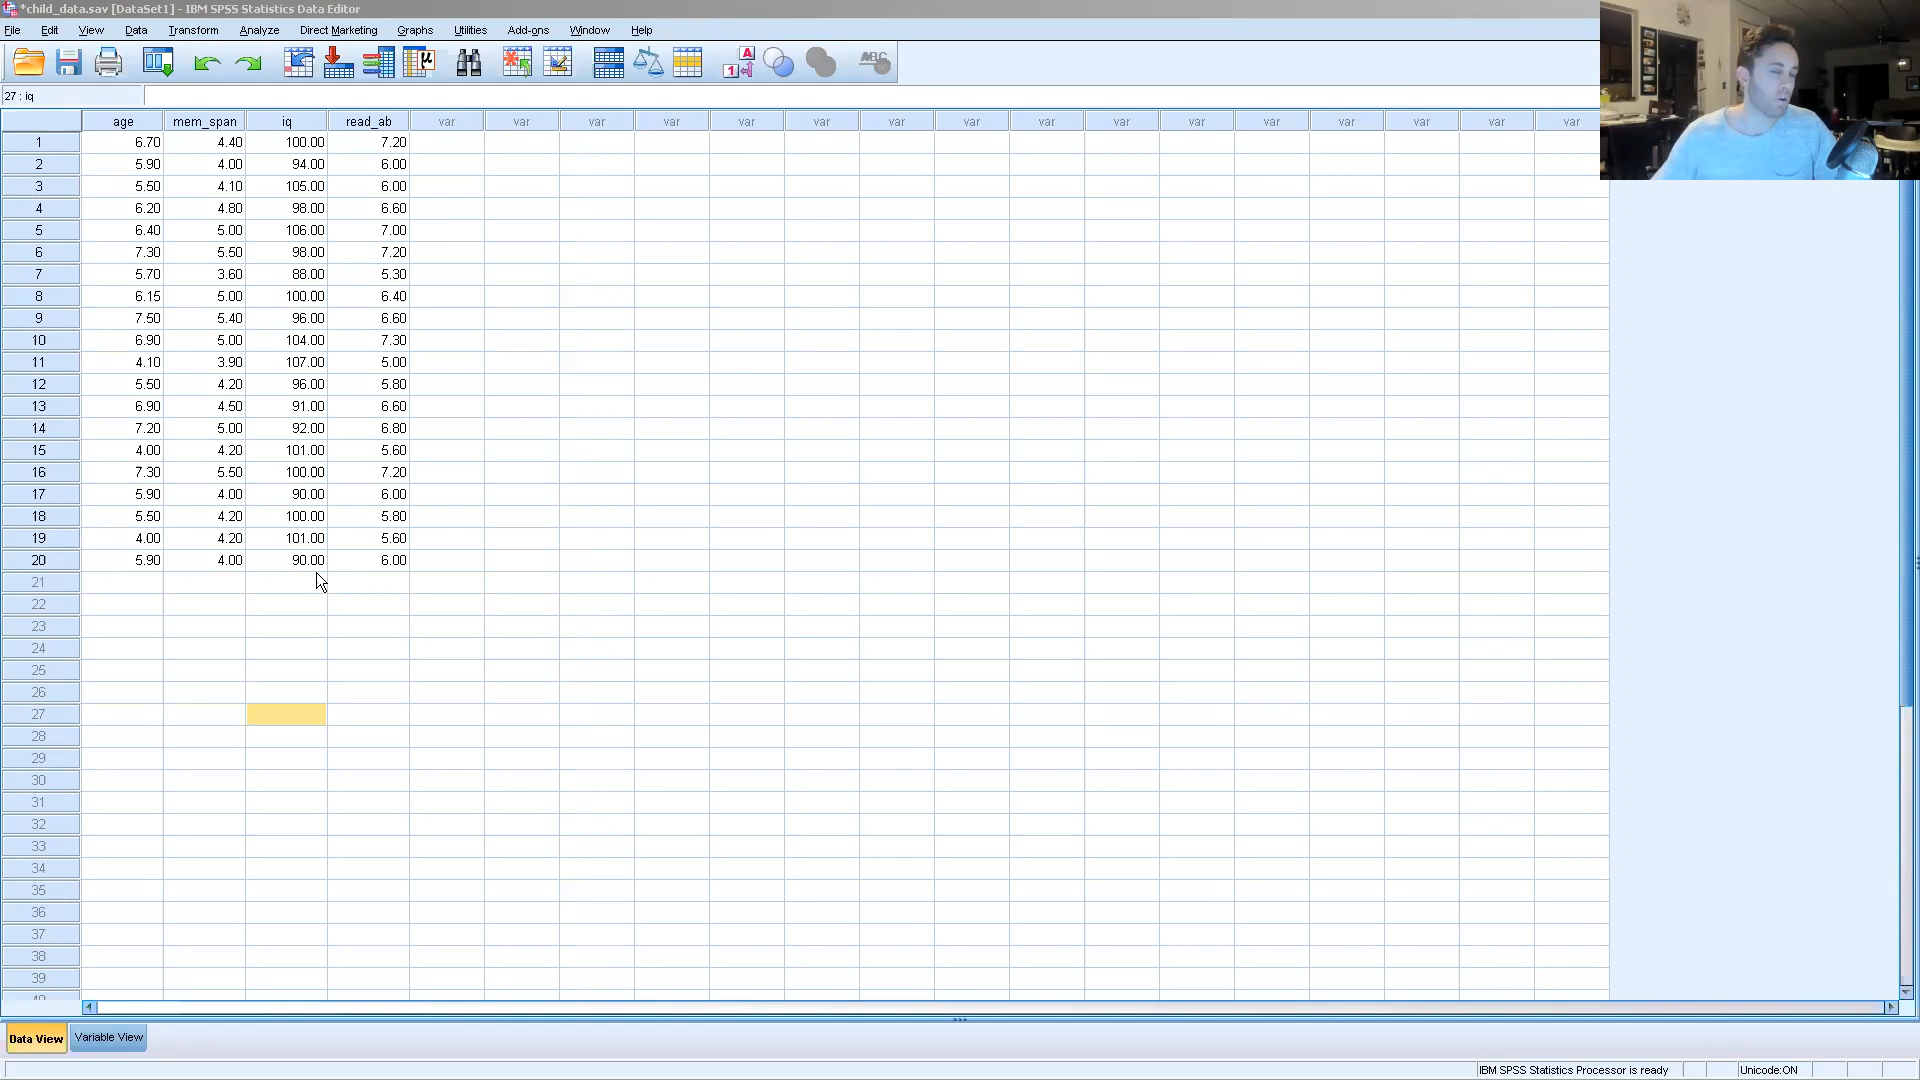 *child_data.sav [DataSet1] - IBM SPSS Statistics Data Editor
File Edit View Data Transform Analyze Direct Marketing Graphs Utilities Add-ons Window Help
27 : iq
age mem_span iq read_ab var var var var var var var var var var var var var var var var
1 6.70 4.40 100.00 7.20
2 5.90 4.00 94.00 6.00
3 5.50 4.10 105.00 6.00
4 6.20 4.80 98.00 6.60
5 6.40 5.00 106.00 7.00
6 7.30 5.50 98.00 7.20
7 5.70 3.60 88.00 5.30
8 6.15 5.00 100.00 6.40
9 7.50 5.40 96.00 6.60
10 6.90 5.00 104.00 7.30
11 4.10 3.90 107.00 5.00
12 5.50 4.20 96.00 5.80
13 6.90 4.50 91.00 6.60
14 7.20 5.00 92.00 6.80
15 4.00 4.20 101.00 5.60
16 7.30 5.50 100.00 7.20
17 5.90 4.00 90.00 6.00
18 5.50 4.20 100.00 5.80
19 4.00 4.20 101.00 5.60
20 5.90 4.00 90.00 6.00
21
22
23
24
25
26
27
28
29
30
31
32
33
34
35
36
37
38
39
40
Data View Variable View
IBM SPSS Statistics Processor is ready Unicode:ON